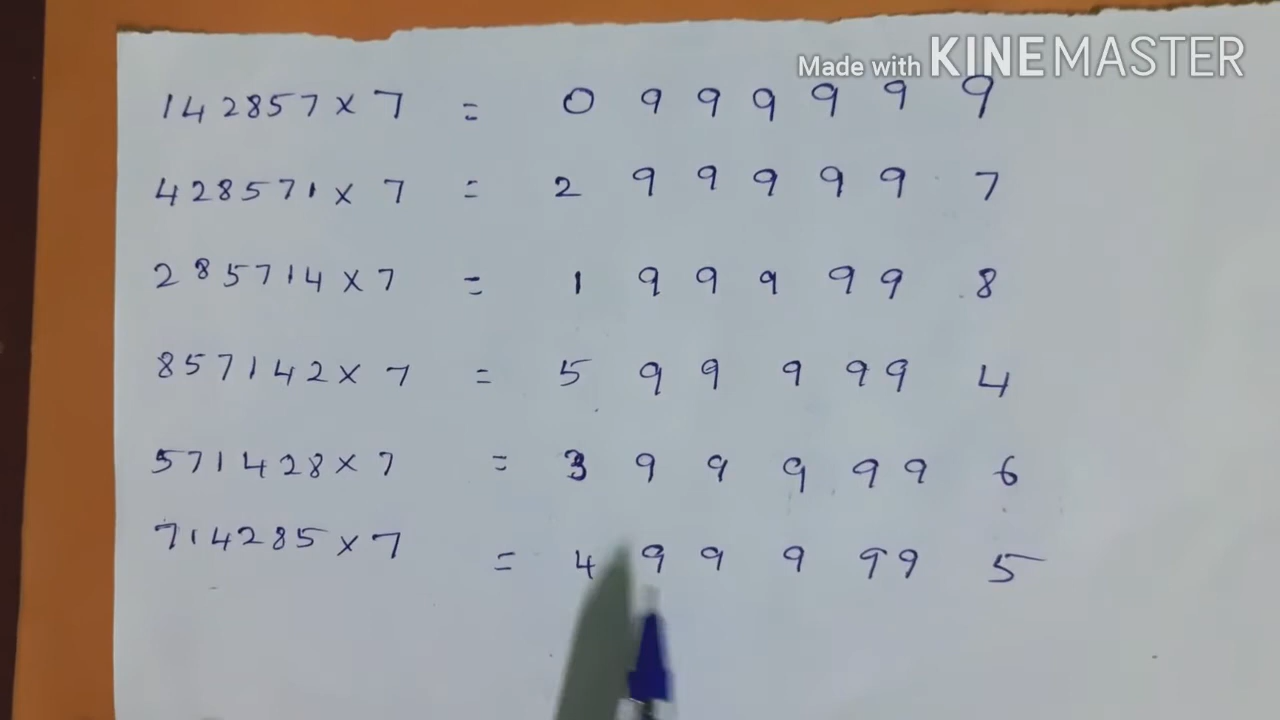 Made with KINEMASTER
142857 x 7 = 0 9 9 9 9 9 9
428571 x 7 = 2 9 9 9 9 9 7
285714 x 7 = 1 9 9 9 9 9 8
857142 x 7 = 5 9 9 9 9 9 4
571428 x 7 = 3 9 9 9 9 9 6
714285 x 7 = 4 9 9 9 9 9 5